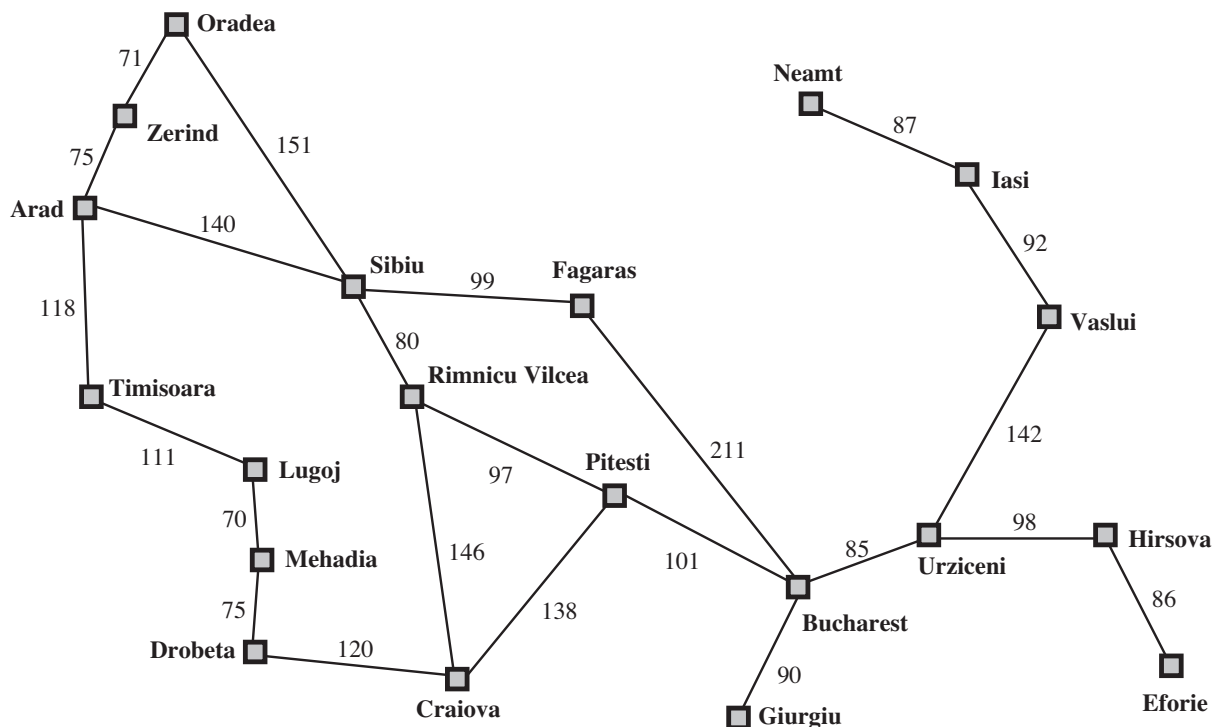 Oradea
71
Neamt
Zerind
87
151
75
Iasi
Arad
140
92
Sibiu
Fagaras
99
118
Vaslui
80
Timisoara
Rimnicu Vilcea
142
111
211
Lugoj
Pitesti
97
70
98
Hirsova
Mehadia
146
85
Urziceni
101
86
75
138
Bucharest
120
Drobeta
90
Craiova
Eforie
Giurgiu